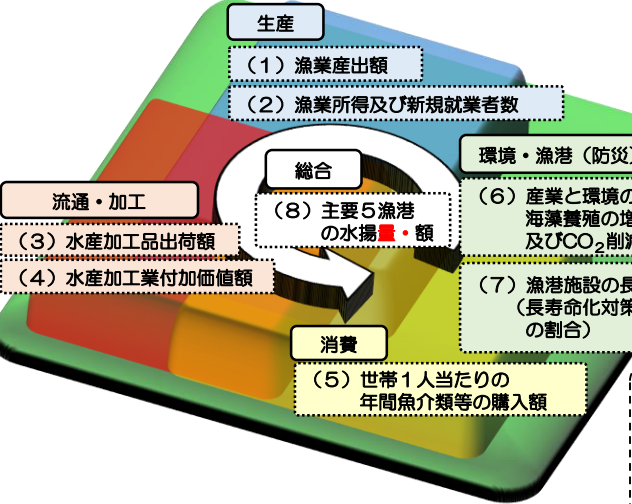 生産
（１）漁業産出額
（２）漁業所得及び新規就業者数
環境・漁港（防災）
総合
（８）主要５漁港
の水揚量・額
流通・加工
（３）水産加工品出荷額
（４）水産加工業付加価値額
（６）産業と環境の
海藻養殖の増
及びCO2削減
（７）漁港施設の長
（長寿命化対策
の割合）
消費
（５）世帯１人当たりの
年間魚介類等の購入額